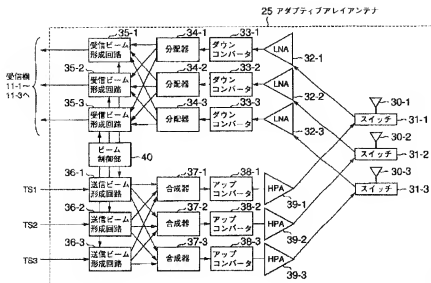 25 アダプティブアレイアンテナ
35-1
受信ビーム
形成回路
34-1
分配器
33-1
ダウン
コンバータ
LNA
32-1
35-2
受信ビーム
形成回路
34-2
分配器
33-2
ダウン
コンバータ
LNA
32-2
35-3
受信ビーム
形成回路
34-3
分配器
33-3
ダウン
コンバータ
LNA
32-3
受信機
11-1〜
11-3へ
30-1
スイッチ
31-1
30-2
スイッチ
31-2
30-3
スイッチ
31-3
ビーム
制御部
40
TS1
36-1
送信ビーム
形成回路
37-1
合成器
38-1
アップ
コンバータ
HPA
39-1
TS2
36-2
送信ビーム
形成回路
37-2
合成器
38-2
アップ
コンバータ
HPA
39-2
TS3
36-3
送信ビーム
形成回路
37-3
合成器
38-3
アップ
コンバータ
HPA
39-3